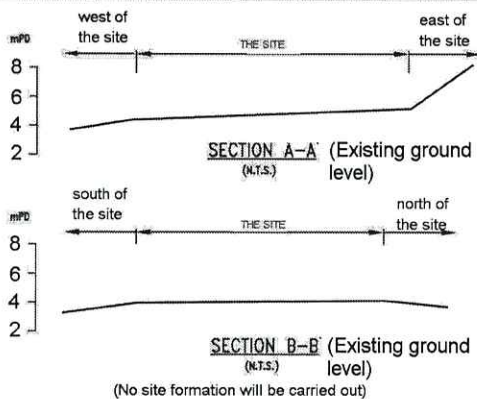 west of
the site
THE SITE
east of
the site
mPD
8
6
4
2
SECTION A-A' (Existing ground
level)
(N.T.S.)
south of
the site
THE SITE
north of
the site
mPD
8
6
4
2
SECTION B-B' (Existing ground
level)
(N.T.S.)
(No site formation will be carried out)